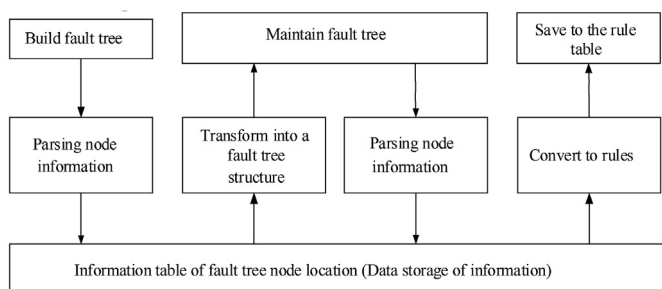 Build fault tree
Maintain fault tree
Save to the rule
table
Parsing node
information
Transform into a
fault tree
structure
Parsing node
information
Convert to rules
Information table of fault tree node location (Data storage of information)